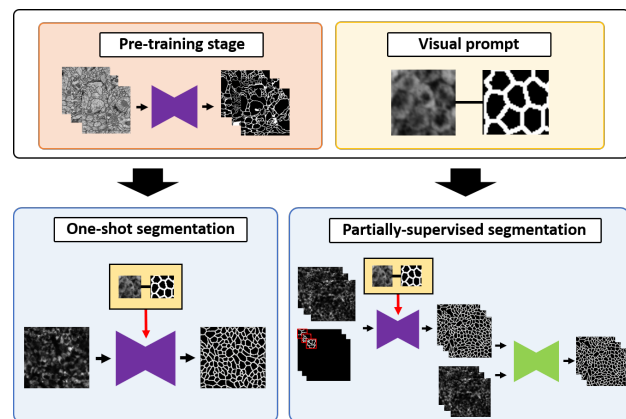 Pre-training stage
Visual prompt
One-shot segmentation
Partially-supervised segmentation